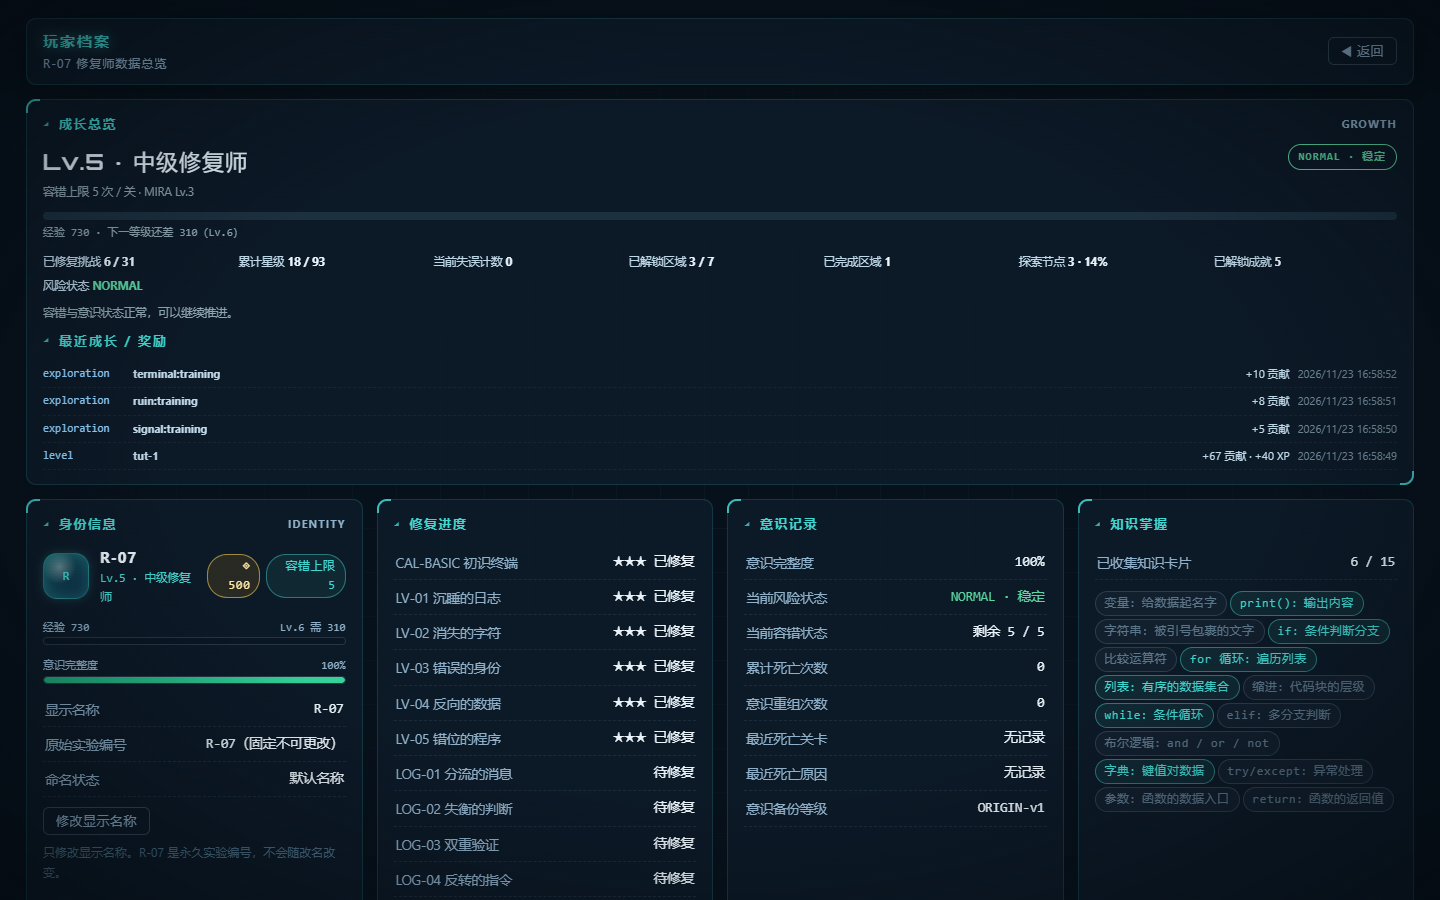 玩家档案
R-07 修复师数据总览
◀ 返回
成长总览
GROWTH
Lv.5 · 中级修复师
NORMAL · 稳定
容错上限 5 次 / 关 · MIRA Lv.3
经验 730 · 下一等级还差 310 (Lv.6)
已修复挑战 6 / 31
累计星级 18 / 93
当前失误计数 0
已解锁区域 3 / 7
已完成区域 1
探索节点 3 · 14%
已解锁成就 5
风险状态 NORMAL
容错与意识状态正常，可以继续推进。
最近成长 / 奖励
exploration terminal:training +10 贡献 2026/11/23 16:58:52
exploration ruin:training +8 贡献 2026/11/23 16:58:51
exploration signal:training +5 贡献 2026/11/23 16:58:50
level tut-1 +67 贡献 · +40 XP 2026/11/23 16:58:49
身份信息
IDENTITY
R
R-07
Lv.5 · 中级修复
师
◈
500
容错上限
5
经验 730
Lv.6 需 310
意识完整度
100%
显示名称 R-07
原始实验编号 R-07（固定不可更改）
命名状态 默认名称
修改显示名称
只修改显示名称。R-07 是永久实验编号，不会随改名改
变。
修复进度
CAL-BASIC 初识终端 ★★★ 已修复
LV-01 沉睡的日志 ★★★ 已修复
LV-02 消失的字符 ★★★ 已修复
LV-03 错误的身份 ★★★ 已修复
LV-04 反向的数据 ★★★ 已修复
LV-05 错位的程序 ★★★ 已修复
LOG-01 分流的消息 待修复
LOG-02 失衡的判断 待修复
LOG-03 双重验证 待修复
LOG-04 反转的指令 待修复
意识记录
意识完整度 100%
当前风险状态 NORMAL · 稳定
当前容错状态 剩余 5 / 5
累计死亡次数 0
意识重组次数 0
最近死亡关卡 无记录
最近死亡原因 无记录
意识备份等级 ORIGIN-v1
知识掌握
已收集知识卡片 6 / 15
变量: 给数据起名字
print(): 输出内容
字符串: 被引号包裹的文字
if: 条件判断分支
比较运算符
for 循环: 遍历列表
列表: 有序的数据集合
缩进: 代码块的层级
while: 条件循环
elif: 多分支判断
布尔逻辑: and / or / not
字典: 键值对数据
try/except: 异常处理
参数: 函数的数据入口
return: 函数的返回值